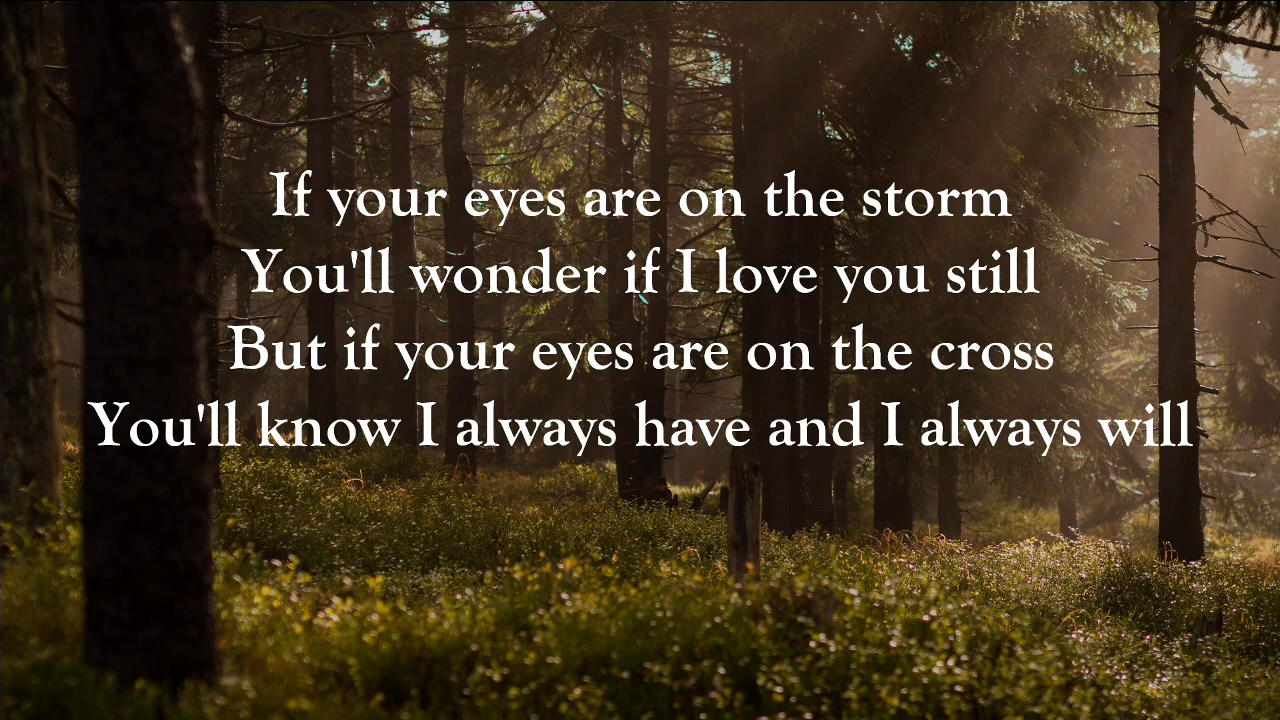 If your eyes are on the storm
You'll wonder if I love you still
But if your eyes are on the cross
You'll know I always have and I always will